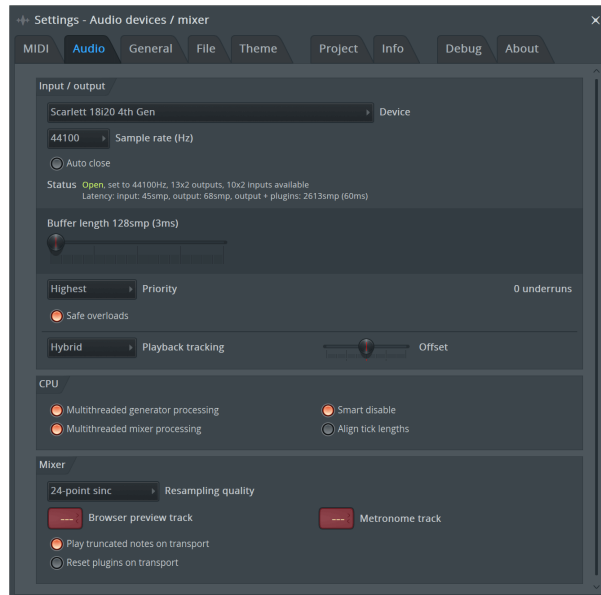 Settings - Audio devices / mixer
MIDI Audio General File Theme Project Info Debug About
Input / output
Scarlett 18i20 4th Gen Device
44100 Sample rate (Hz)
Auto close
Status Open, set to 44100Hz, 13x2 outputs, 10x2 inputs available
Latency: input: 45smp, output: 68smp, output + plugins: 2613smp (60ms)
Buffer length 128smp (3ms)
Highest Priority 0 underruns
Safe overloads
Hybrid Playback tracking Offset
CPU
Multithreaded generator processing Smart disable
Multithreaded mixer processing Align tick lengths
Mixer
24-point sinc Resampling quality
--- Browser preview track --- Metronome track
Play truncated notes on transport
Reset plugins on transport